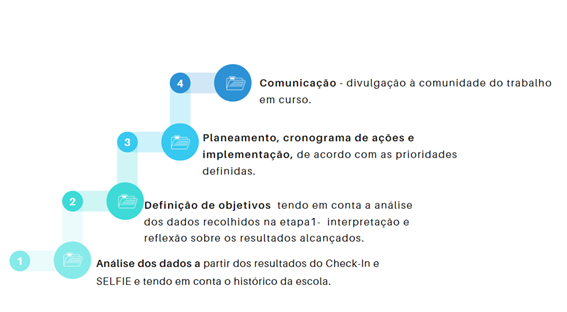 4
Comunicação - divulgação à comunidade do trabalho
em curso.
3
Planeamento, cronograma de ações e
implementação, de acordo com as prioridades
definidas.
2
Definição de objetivos tendo em conta a análise
dos dados recolhidos na etapa1- interpretação e
reflexão sobre os resultados alcançados.
1
Análise dos dados a partir dos resultados do Check-In e
SELFIE e tendo em conta o histórico da escola.